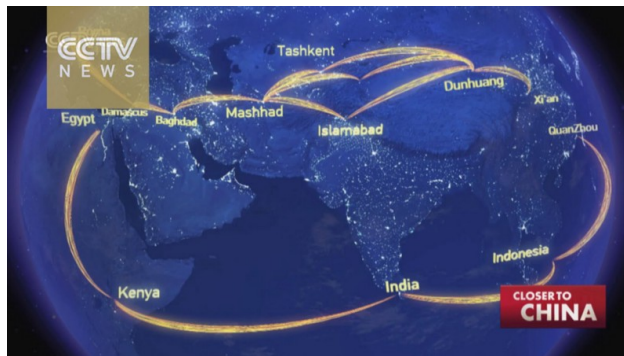 CCTV
NEWS
Tashkent
Dunhuang
Xi'an
Mashhad
Damascus
Baghdad
Egypt
Islamabad
QuanZhou
Indonesia
India
Kenya
CLOSER TO
CHINA